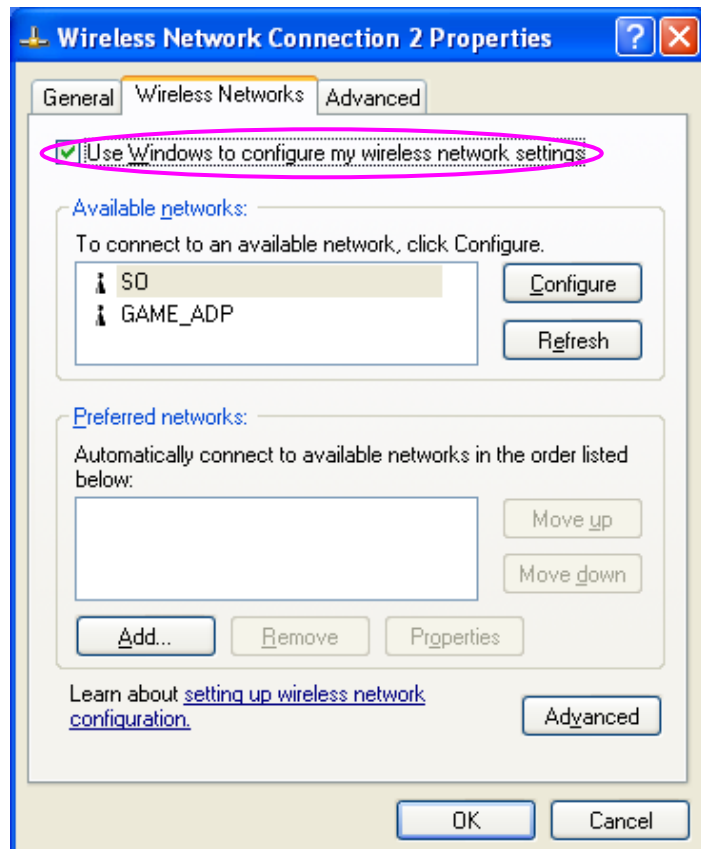 Wireless Network Connection 2 Properties
General Wireless Networks Advanced
Use Windows to configure my wireless network settings
Available networks:
To connect to an available network, click Configure.
SO
Configure
GAME_ADP
Refresh
Preferred networks:
Automatically connect to available networks in the order listed
below:
Move up
Move down
Add... Remove Properties
Learn about setting up wireless network
configuration.
Advanced
OK Cancel